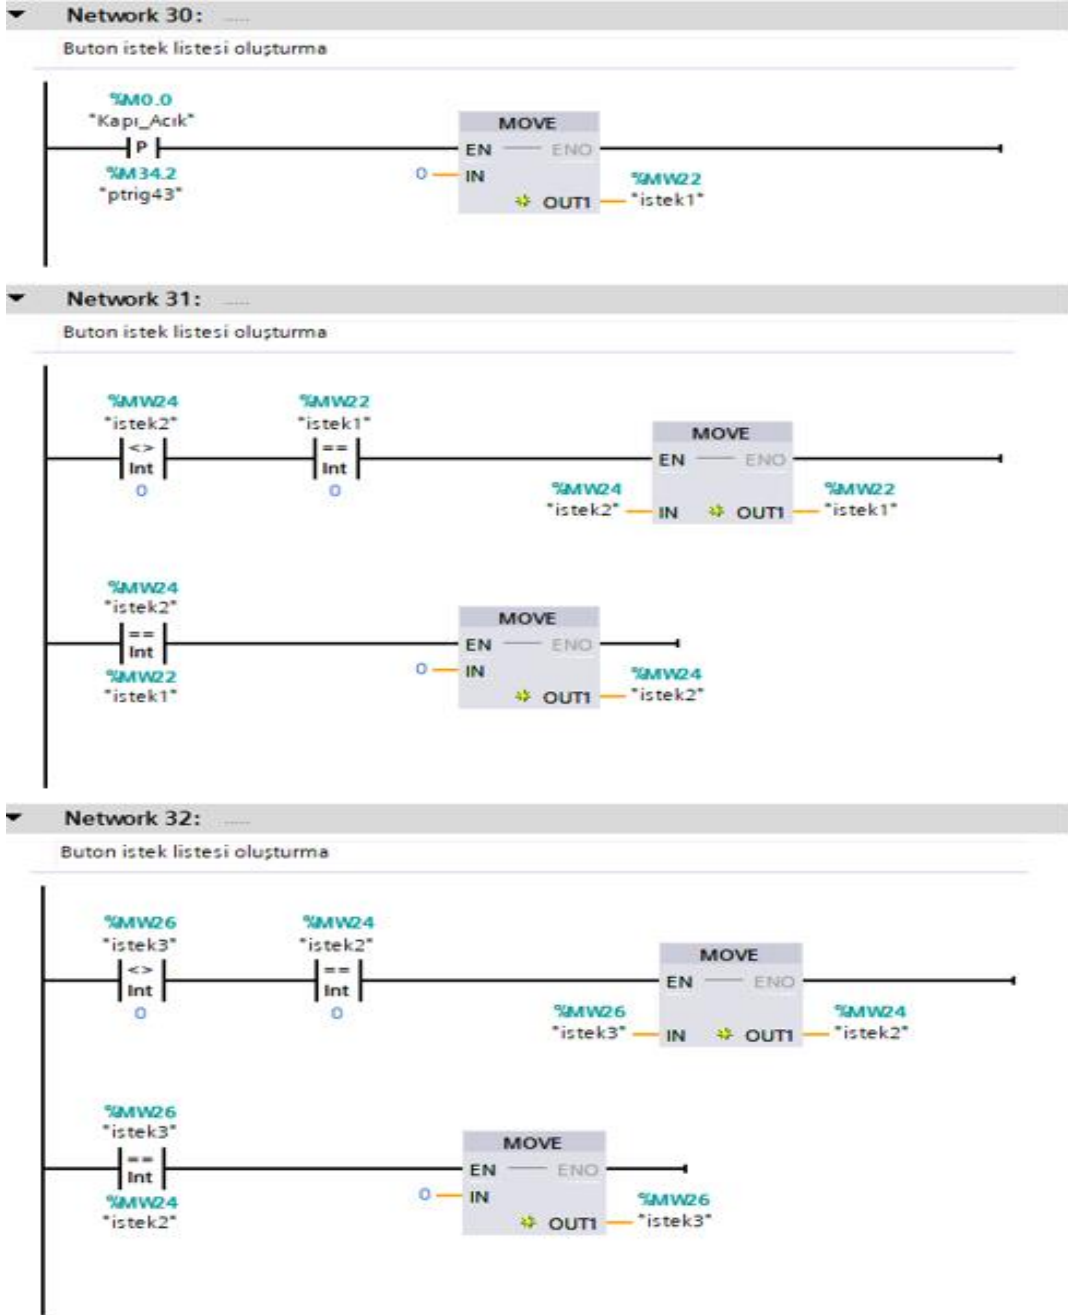 Network 30: .....
Buton istek listesi oluşturma
%M0.0
"Kapı_Acık"
P
%M34.2
"ptrig43"
MOVE
EN ENO
0 IN
OUT1
%MW22
"istek1"
Network 31: .....
Buton istek listesi oluşturma
%MW24
"istek2"
<>
Int
0
%MW22
"istek1"
==
Int
0
MOVE
EN ENO
%MW24
"istek2"
IN OUT1
%MW22
"istek1"
%MW24
"istek2"
==
Int
%MW22
"istek1"
MOVE
EN ENO
0 IN
OUT1
%MW24
"istek2"
Network 32: .....
Buton istek listesi oluşturma
%MW26
"istek3"
<>
Int
0
%MW24
"istek2"
==
Int
0
MOVE
EN ENO
%MW26
"istek3"
IN OUT1
%MW24
"istek2"
%MW26
"istek3"
==
Int
%MW24
"istek2"
MOVE
EN ENO
0 IN
OUT1
%MW26
"istek3"